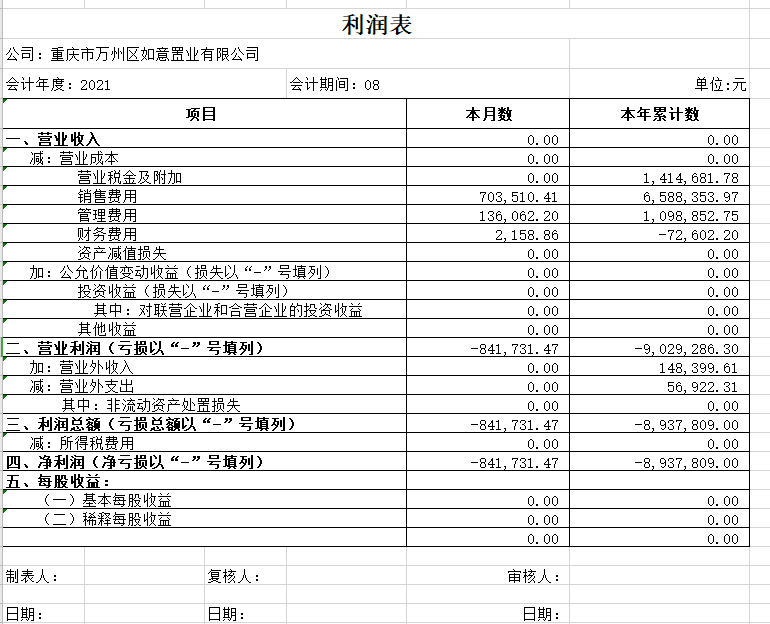 利润表
公司：重庆市万州区如意置业有限公司
会计年度：2021 会计期间：08 单位:元
项目 本月数 本年累计数
一、营业收入 0.00 0.00
减：营业成本 0.00 0.00
营业税金及附加 0.00 1,414,681.78
销售费用 703,510.41 6,588,353.97
管理费用 136,062.20 1,098,852.75
财务费用 2,158.86 -72,602.20
资产减值损失 0.00 0.00
加：公允价值变动收益（损失以“-”号填列） 0.00 0.00
投资收益（损失以“-”号填列） 0.00 0.00
其中：对联营企业和合营企业的投资收益 0.00 0.00
其他收益 0.00 0.00
二、营业利润（亏损以“-”号填列） -841,731.47 -9,029,286.30
加：营业外收入 0.00 148,399.61
减：营业外支出 0.00 56,922.31
其中：非流动资产处置损失 0.00 0.00
三、利润总额（亏损总额以“-”号填列） -841,731.47 -8,937,809.00
减：所得税费用 0.00 0.00
四、净利润（净亏损以“-”号填列） -841,731.47 -8,937,809.00
五、每股收益：
（一）基本每股收益 0.00 0.00
（二）稀释每股收益 0.00 0.00
0.00 0.00
制表人： 复核人： 审核人：
日期： 日期： 日期：